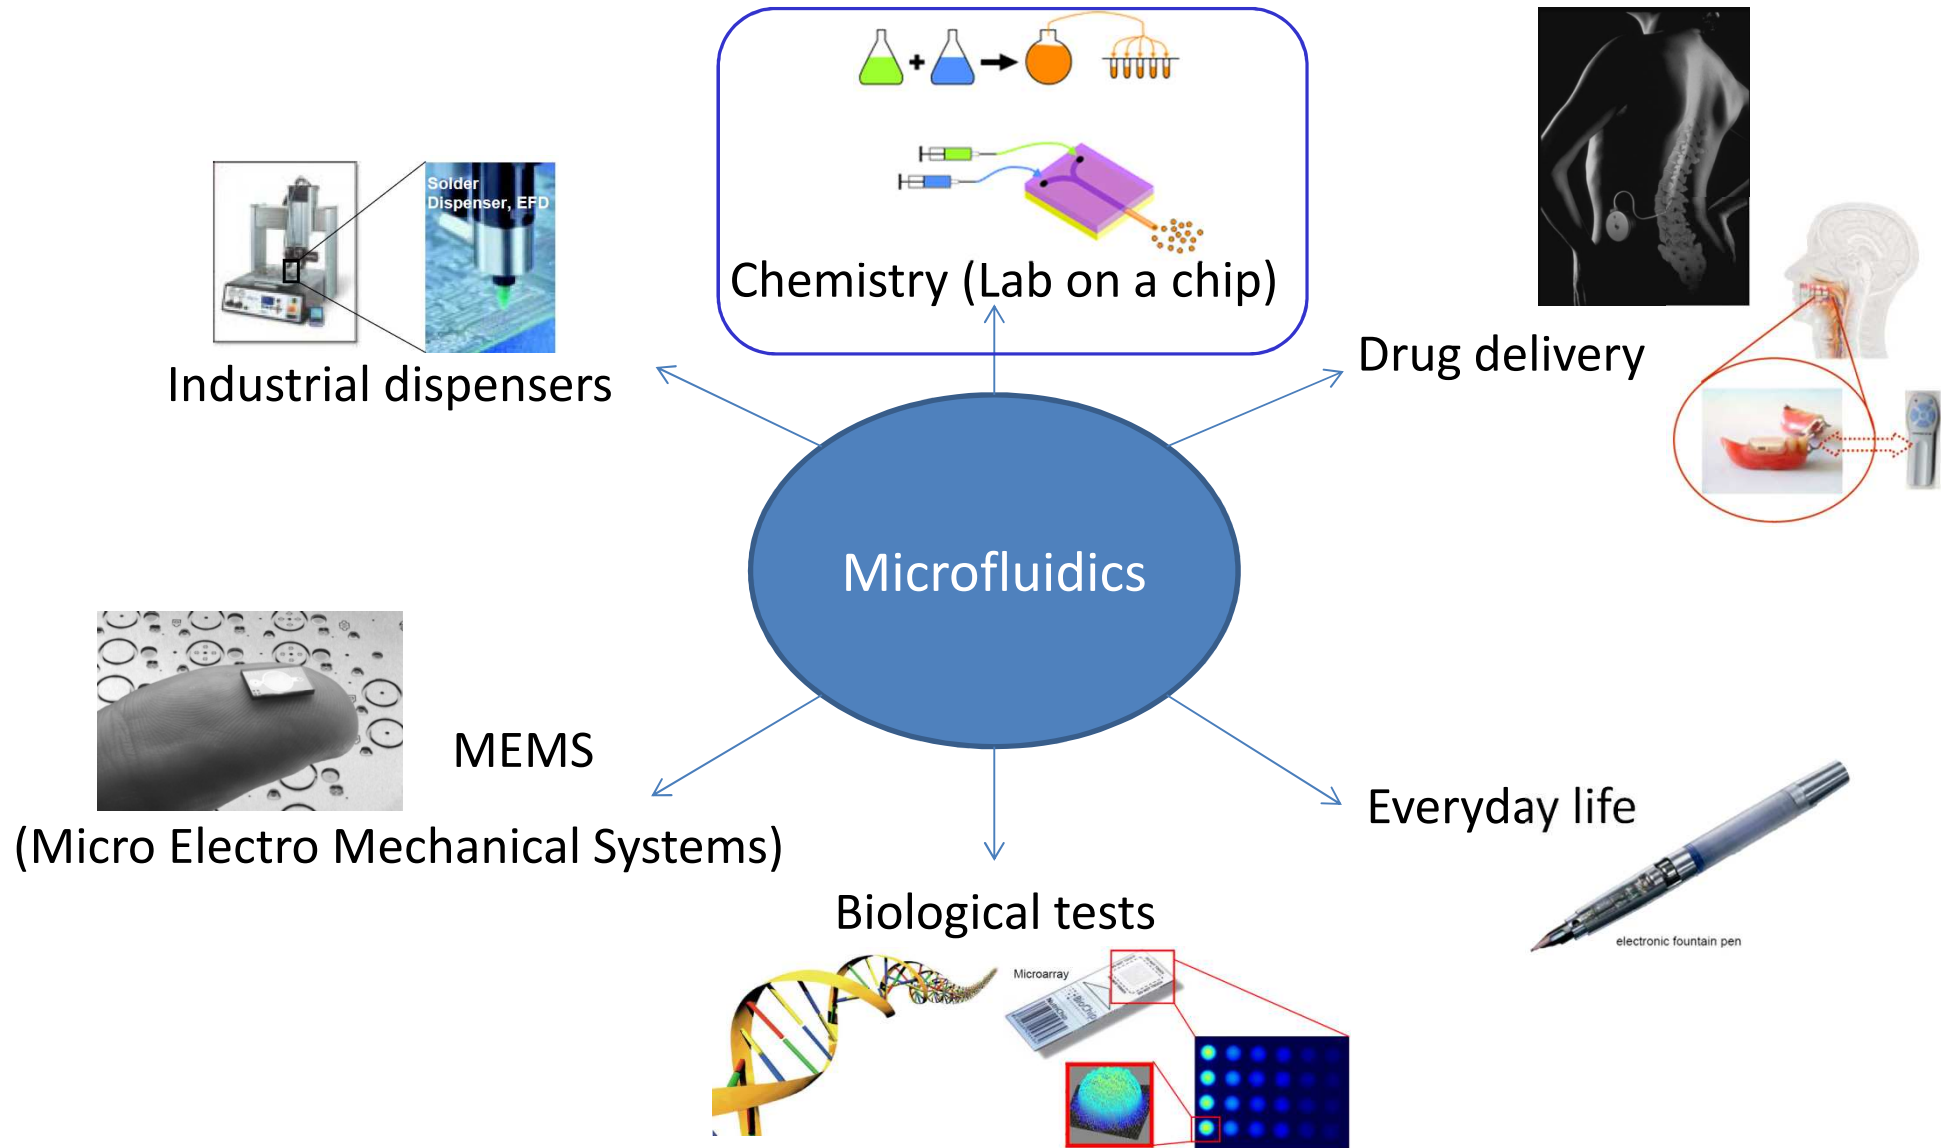 Solder
Dispenser, EFD
Chemistry (Lab on a chip)
Industrial dispensers
Drug delivery
Microfluidics
MEMS
(Micro Electro Mechanical Systems)
Everyday life
electronic fountain pen
Biological tests
Microarray
BioChip